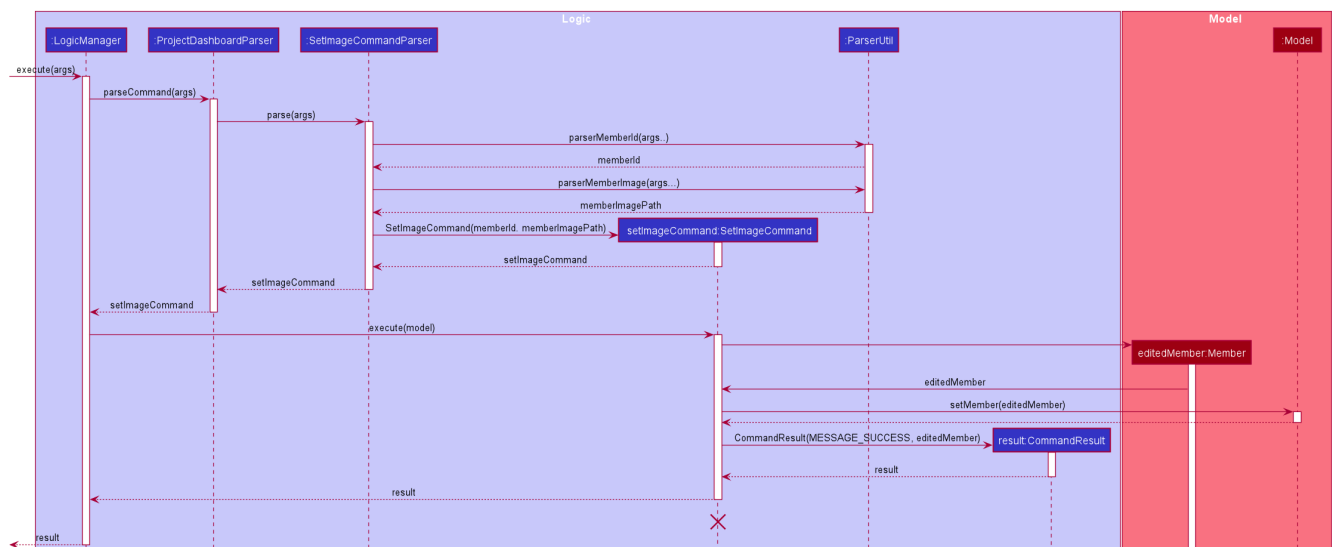 Logic
Model
:LogicManager
:ProjectDashboardParser
:SetImageCommandParser
:ParserUtil
:Model
execute(args)
parseCommand(args)
parse(args)
parserMemberId(args..)
memberId
parserMemberImage(args...)
memberImagePath
SetImageCommand(memberId. memberImagePath)
setImageCommand:SetImageCommand
setImageCommand
setImageCommand
setImageCommand
execute(model)
editedMember:Member
editedMember
setMember(editedMember)
CommandResult(MESSAGE_SUCCESS, editedMember)
result:CommandResult
result
result
result